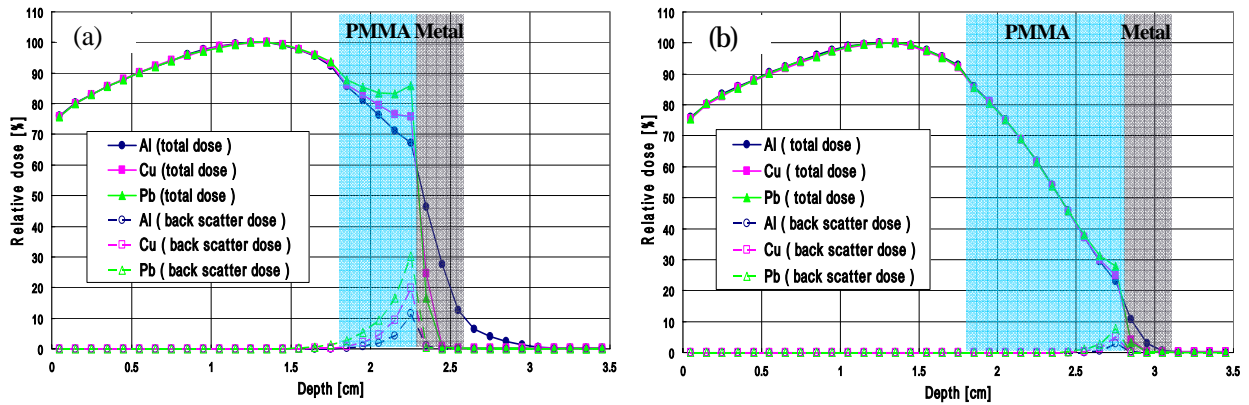 (a)
PMMA Metal
Relative dose [%]
110
100
90
80
70
60
50
40
30
20
10
0
Al (total dose )
Cu (total dose )
Pb (total dose )
Al ( back scatter dose )
Cu ( back scatter dose )
Pb ( back scatter dose )
0 0.5 1 1.5 2 2.5 3 3.5
Depth [cm]
(b)
PMMA Metal
Relative dose [%]
110
100
90
80
70
60
50
40
30
20
10
0
Al ( total dose )
Cu ( total dose )
Pb ( total dose )
Al ( back scatter dose )
Cu ( back scatter dose )
Pb ( back scatter dose )
0 0.5 1 1.5 2 2.5 3 3.5
Depth [cm]